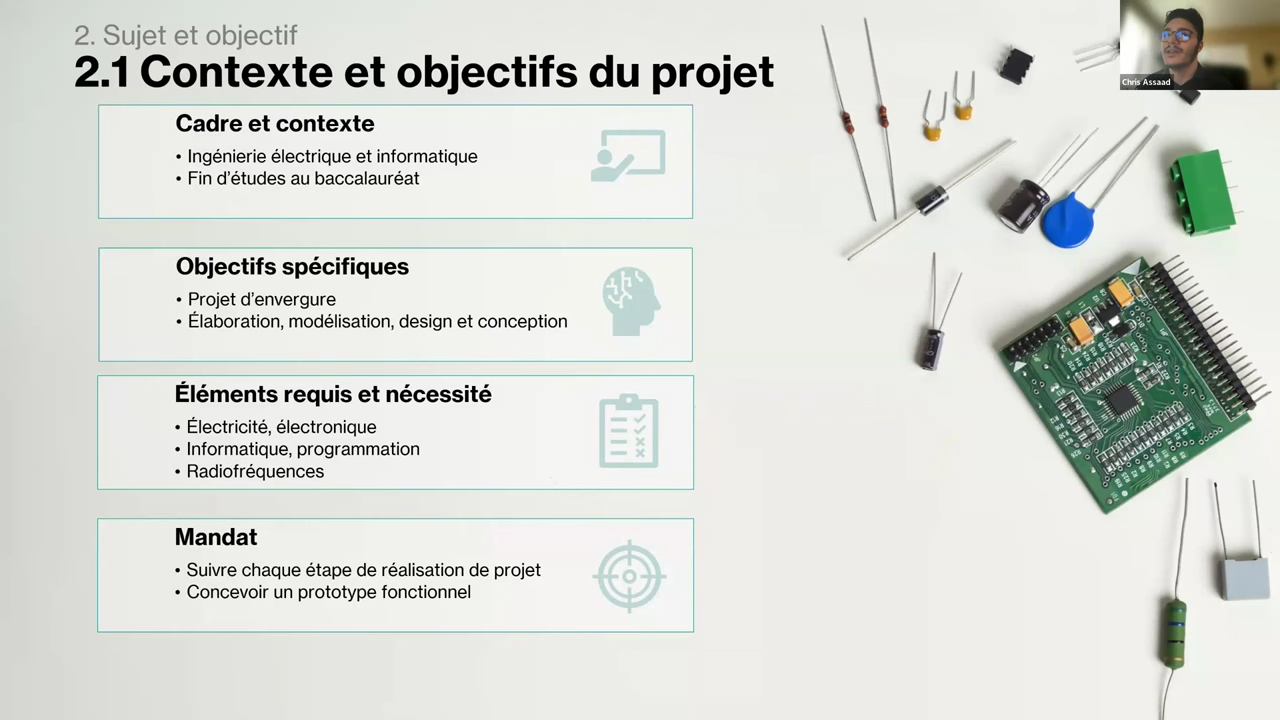 2. Sujet et objectif
2.1 Contexte et objectifs du projet
Chris Assaad
Cadre et contexte
• Ingénierie électrique et informatique
• Fin d'études au baccalauréat
Objectifs spécifiques
• Projet d'envergure
• Élaboration, modélisation, design et conception
Éléments requis et nécessité
• Électricité, électronique
• Informatique, programmation
• Radiofréquences
Mandat
• Suivre chaque étape de réalisation de projet
• Concevoir un prototype fonctionnel